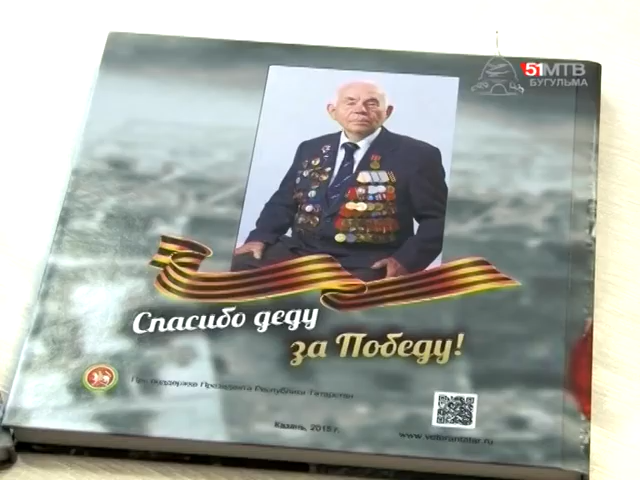 51МТВ
БУГУЛЬМА
Спасибо деду
за Победу!
При поддержке Президента Республики Татарстан
Казань, 2015 г.
www.veterantatar.ru